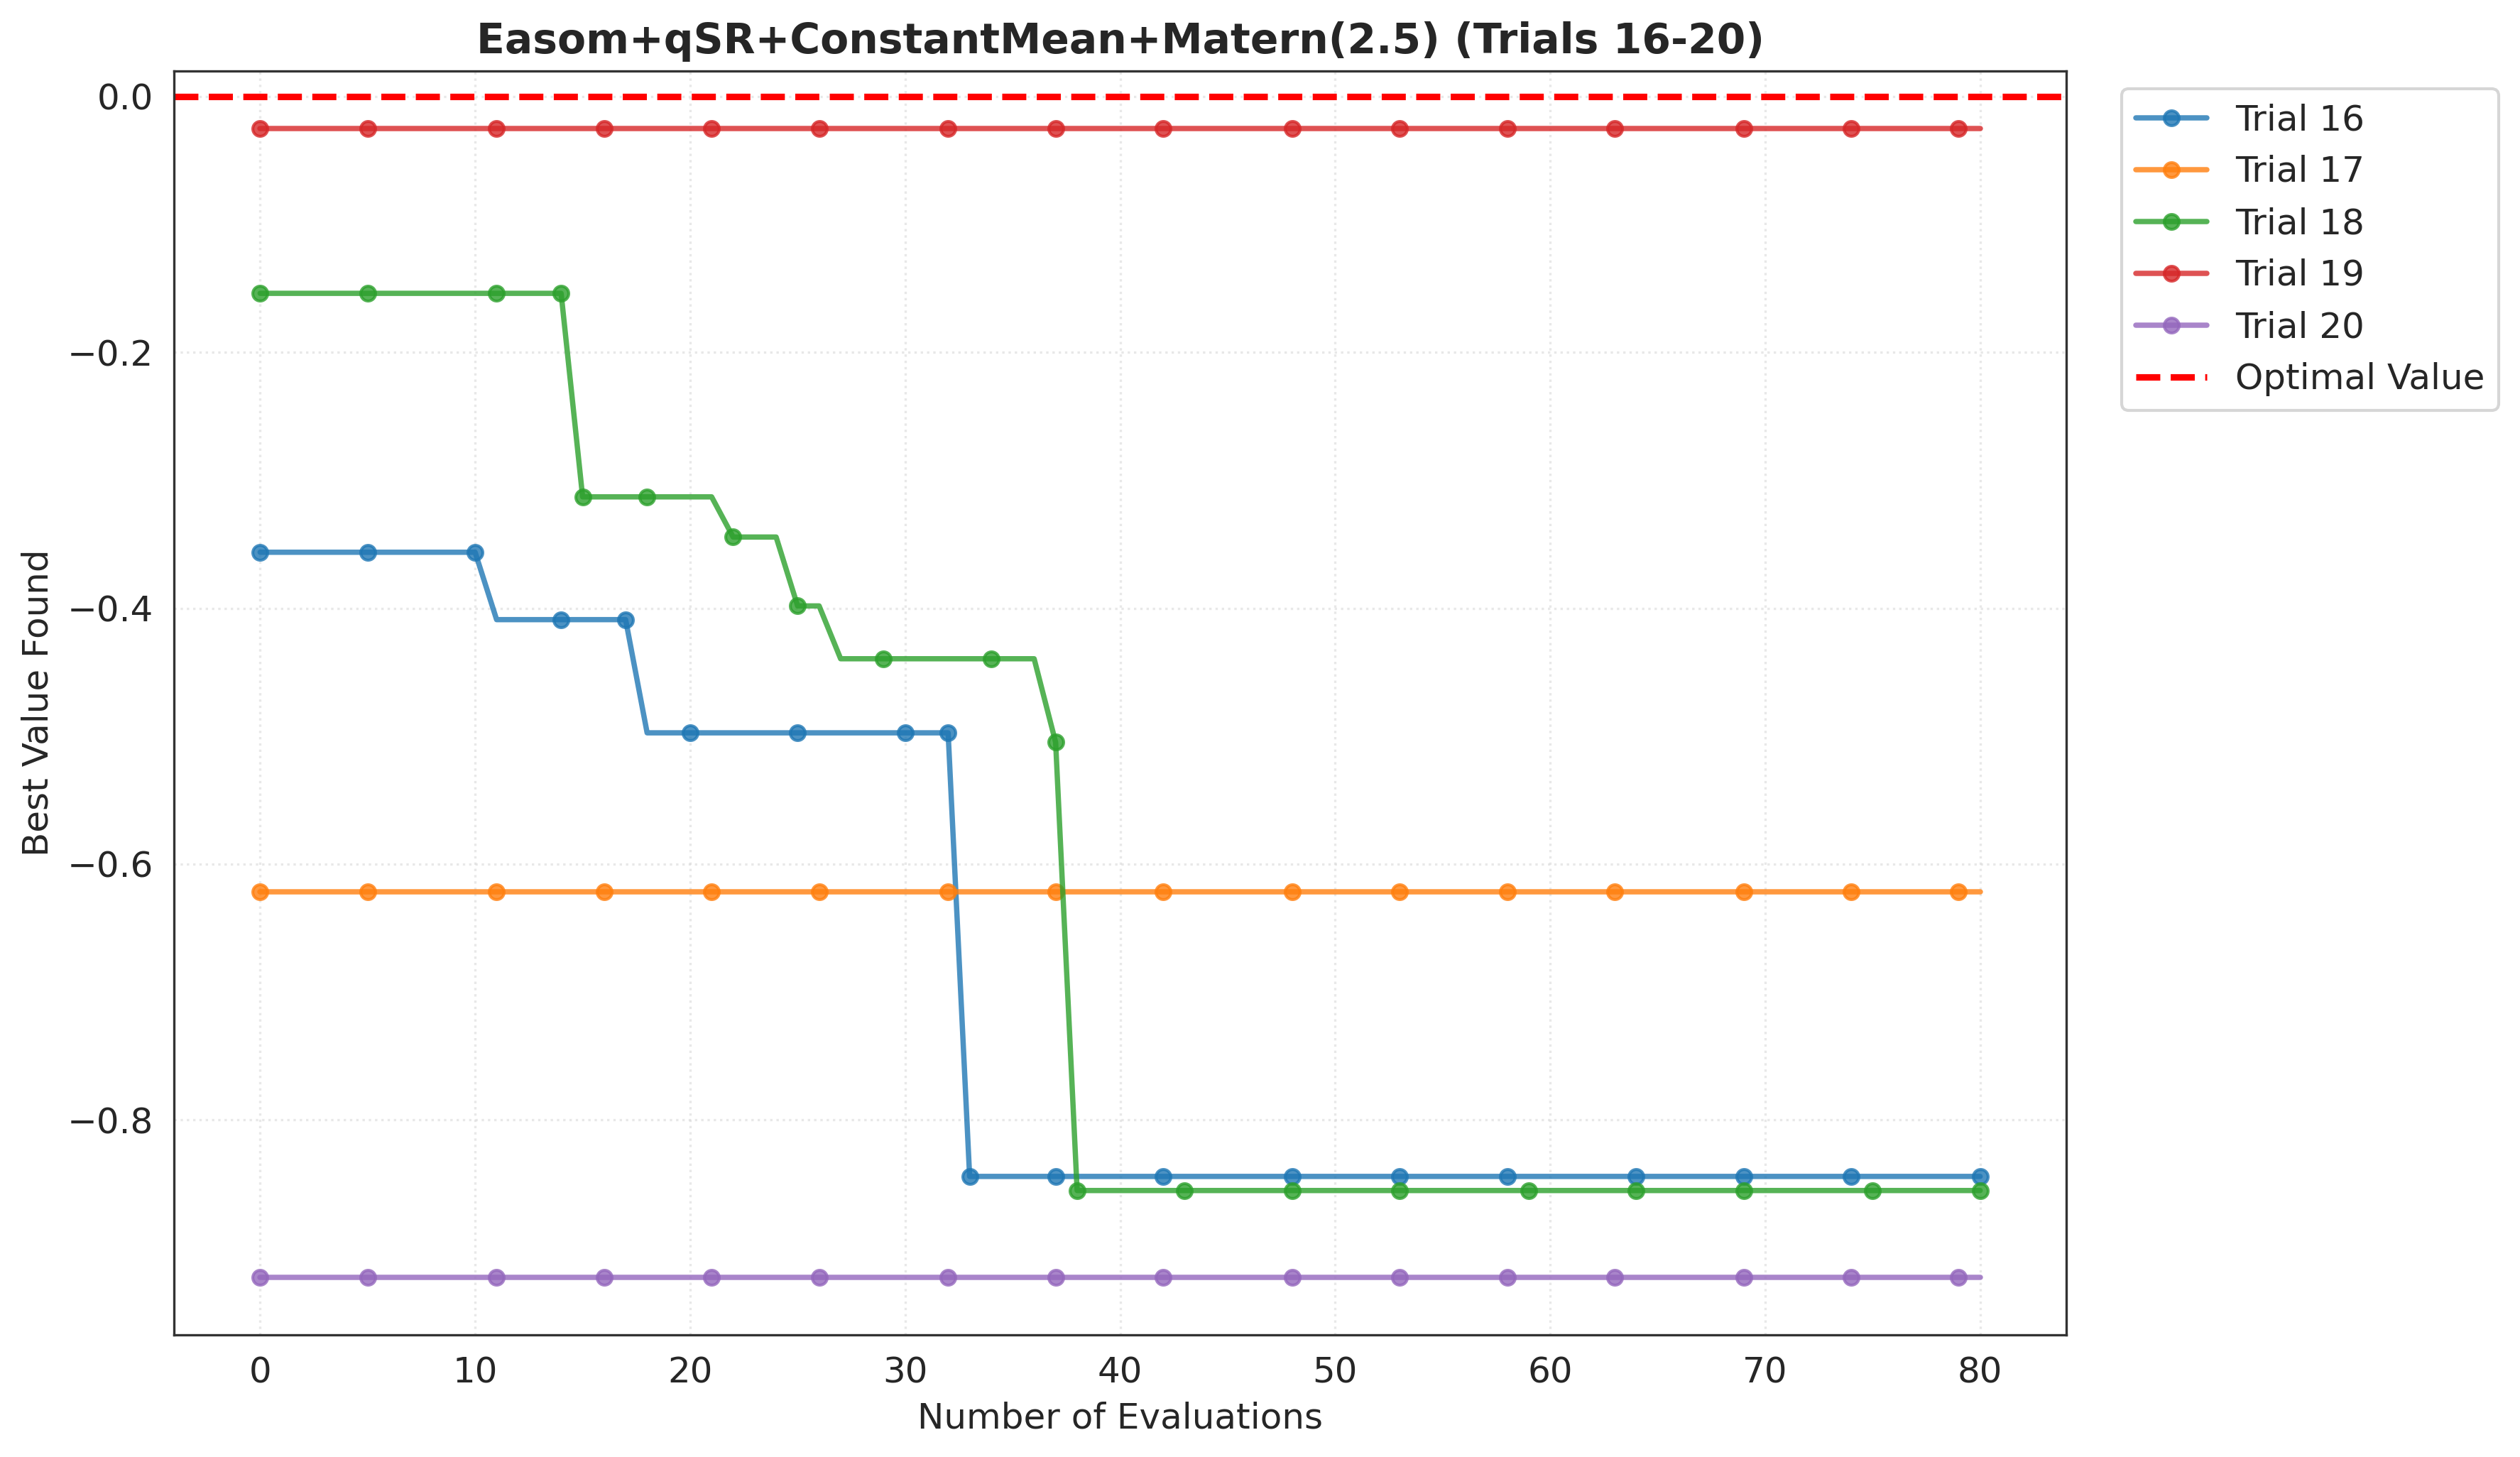 Easom+qSR+ConstantMean+Matern(2.5) (Trials 16-20)
Best Value Found
0.0
−0.2
−0.4
−0.6
−0.8
0 10 20 30 40 50 60 70 80
Number of Evaluations
Trial 16
Trial 17
Trial 18
Trial 19
Trial 20
Optimal Value